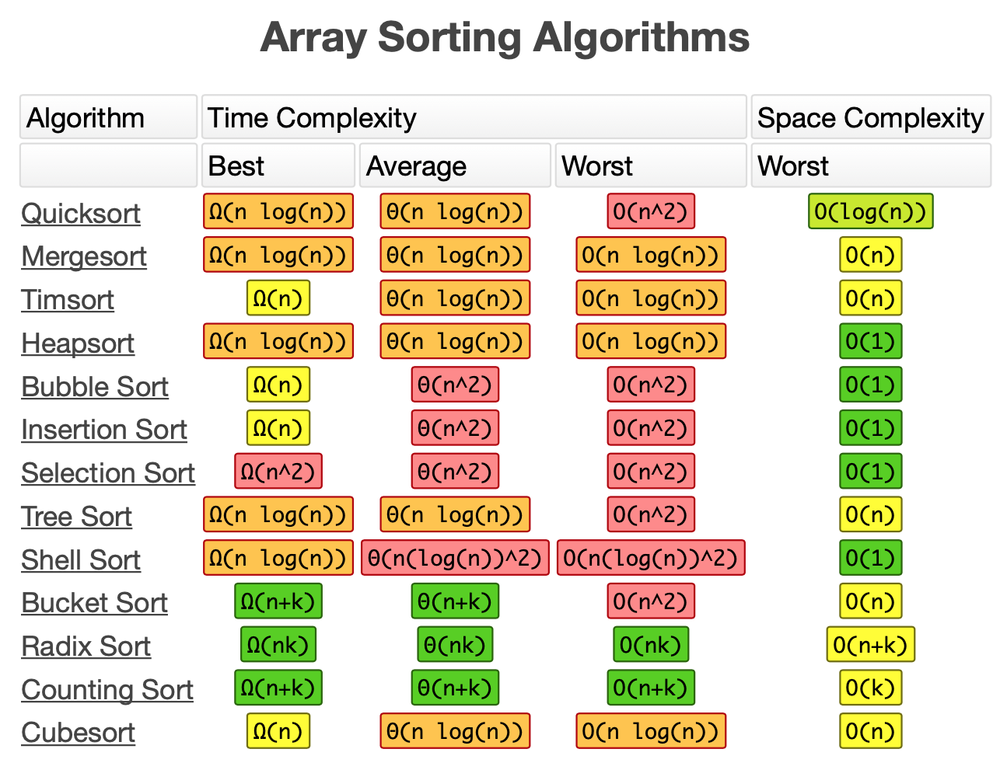 Array Sorting Algorithms
Algorithm Time Complexity Space Complexity
Best Average Worst Worst
Quicksort Ω(n log(n)) Θ(n log(n)) O(n^2) O(log(n))
Mergesort Ω(n log(n)) Θ(n log(n)) O(n log(n)) O(n)
Timsort Ω(n) Θ(n log(n)) O(n log(n)) O(n)
Heapsort Ω(n log(n)) Θ(n log(n)) O(n log(n)) O(1)
Bubble Sort Ω(n) Θ(n^2) O(n^2) O(1)
Insertion Sort Ω(n) Θ(n^2) O(n^2) O(1)
Selection Sort Ω(n^2) Θ(n^2) O(n^2) O(1)
Tree Sort Ω(n log(n)) Θ(n log(n)) O(n^2) O(n)
Shell Sort Ω(n log(n)) Θ(n(log(n))^2) O(n(log(n))^2) O(1)
Bucket Sort Ω(n+k) Θ(n+k) O(n^2) O(n)
Radix Sort Ω(nk) Θ(nk) O(nk) O(n+k)
Counting Sort Ω(n+k) Θ(n+k) O(n+k) O(k)
Cubesort Ω(n) Θ(n log(n)) O(n log(n)) O(n)